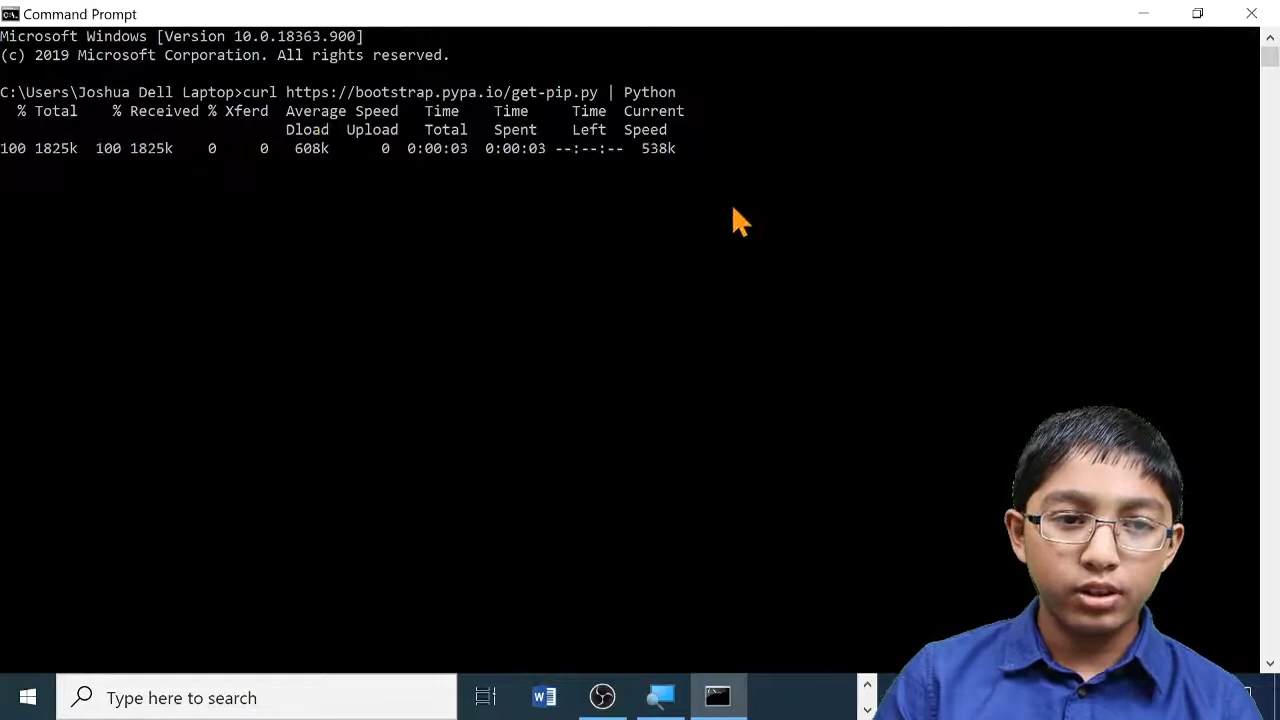 Command Prompt
Microsoft Windows [Version 10.0.18363.900]
(c) 2019 Microsoft Corporation. All rights reserved.
C:\Users\Joshua Dell Laptop>curl https://bootstrap.pypa.io/get-pip.py | Python
% Total % Received % Xferd Average Speed Time Time Time Current
Dload Upload Total Spent Left Speed
100 1825k 100 1825k 0 0 608k 0 0:00:03 0:00:03 --:--:-- 538k
Type here to search